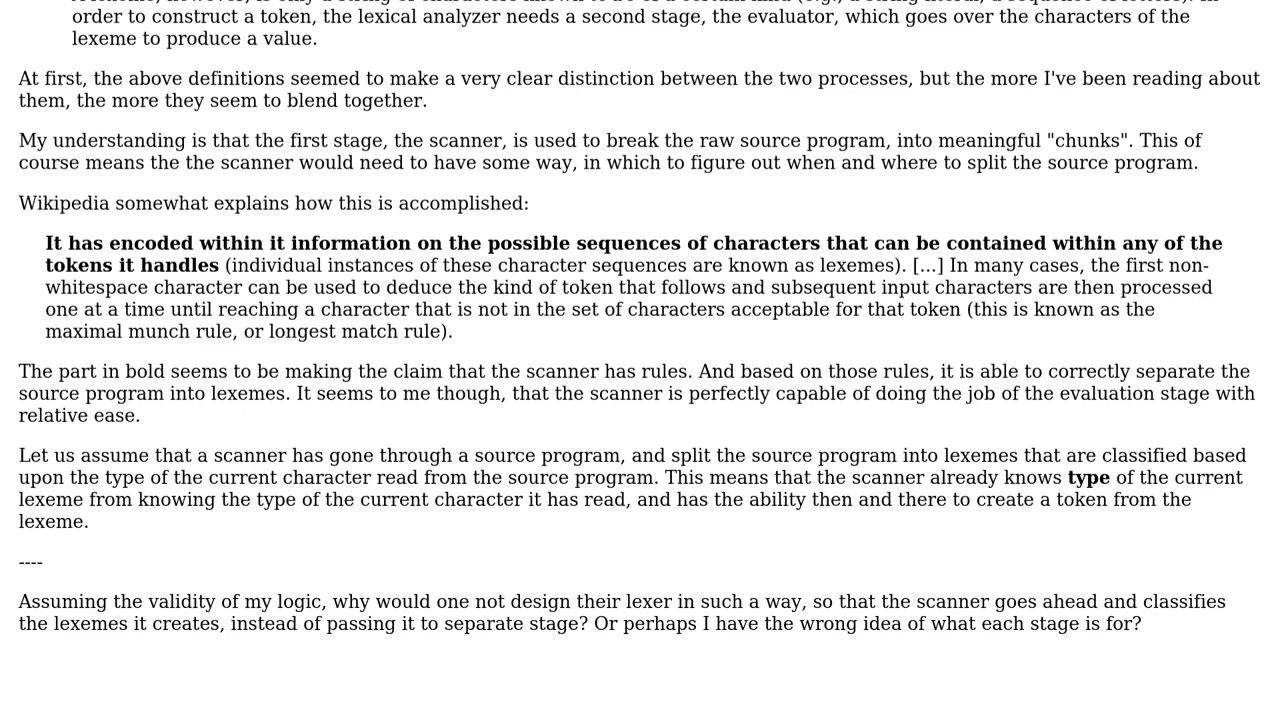 order to construct a token, the lexical analyzer needs a second stage, the evaluator, which goes over the characters of the
lexeme to produce a value.
At first, the above definitions seemed to make a very clear distinction between the two processes, but the more I've been reading about
them, the more they seem to blend together.
My understanding is that the first stage, the scanner, is used to break the raw source program, into meaningful "chunks". This of
course means the the scanner would need to have some way, in which to figure out when and where to split the source program.
Wikipedia somewhat explains how this is accomplished:
It has encoded within it information on the possible sequences of characters that can be contained within any of the
tokens it handles (individual instances of these character sequences are known as lexemes). [...] In many cases, the first non-
whitespace character can be used to deduce the kind of token that follows and subsequent input characters are then processed
one at a time until reaching a character that is not in the set of characters acceptable for that token (this is known as the
maximal munch rule, or longest match rule).
The part in bold seems to be making the claim that the scanner has rules. And based on those rules, it is able to correctly separate the
source program into lexemes. It seems to me though, that the scanner is perfectly capable of doing the job of the evaluation stage with
relative ease.
Let us assume that a scanner has gone through a source program, and split the source program into lexemes that are classified based
upon the type of the current character read from the source program. This means that the scanner already knows type of the current
lexeme from knowing the type of the current character it has read, and has the ability then and there to create a token from the
lexeme.
----
Assuming the validity of my logic, why would one not design their lexer in such a way, so that the scanner goes ahead and classifies
the lexemes it creates, instead of passing it to separate stage? Or perhaps I have the wrong idea of what each stage is for?